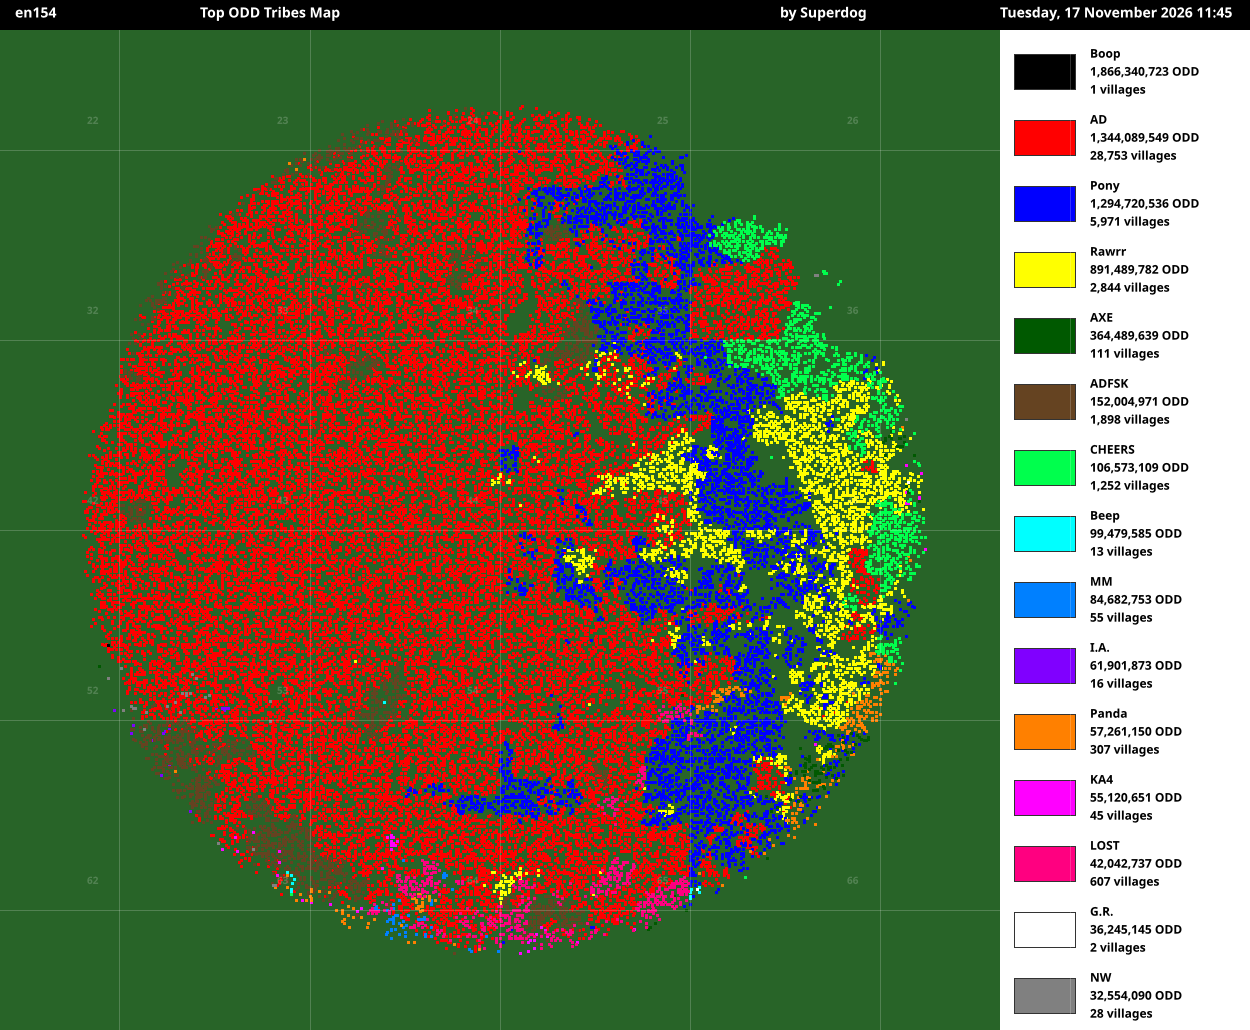 en154 Top ODD Tribes Map by Superdog Tuesday, 17 November 2026 11:45
Boop
1,866,340,723 ODD
1 villages
AD
1,344,089,549 ODD
28,753 villages
Pony
1,294,720,536 ODD
5,971 villages
Rawrr
891,489,782 ODD
2,844 villages
AXE
364,489,639 ODD
111 villages
ADFSK
152,004,971 ODD
1,898 villages
CHEERS
106,573,109 ODD
1,252 villages
Beep
99,479,585 ODD
13 villages
MM
84,682,753 ODD
55 villages
I.A.
61,901,873 ODD
16 villages
Panda
57,261,150 ODD
307 villages
KA4
55,120,651 ODD
45 villages
LOST
42,042,737 ODD
607 villages
G.R.
36,245,145 ODD
2 villages
NW
32,554,090 ODD
28 villages
22 23 24 25 26
32 33 34 36
42 43 44 45
52 53 54 55
62 63 64 65 66